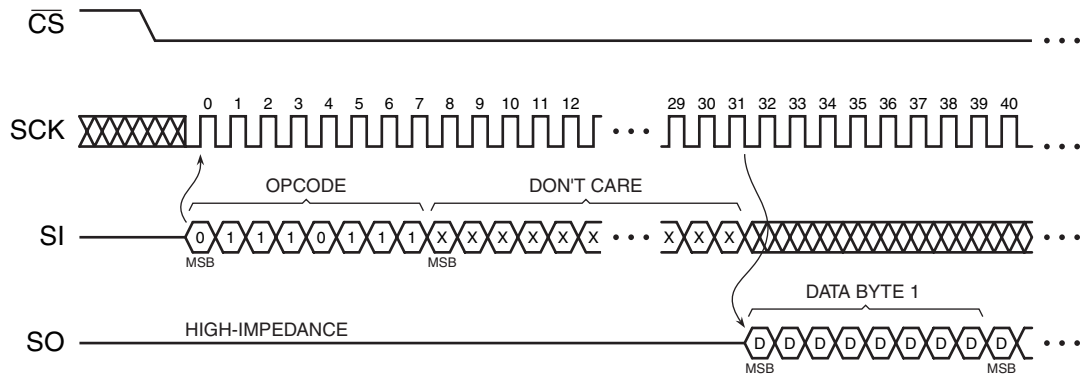 CS
0 1 2 3 4 5 6 7 8 9 10 11 12 29 30 31 32 33 34 35 36 37 38 39 40
SCK
OPCODE DON'T CARE
SI 0 1 1 1 0 1 1 1 X X X X X X X X X
MSB MSB
DATA BYTE 1
HIGH-IMPEDANCE
SO D D D D D D D D D
MSB MSB